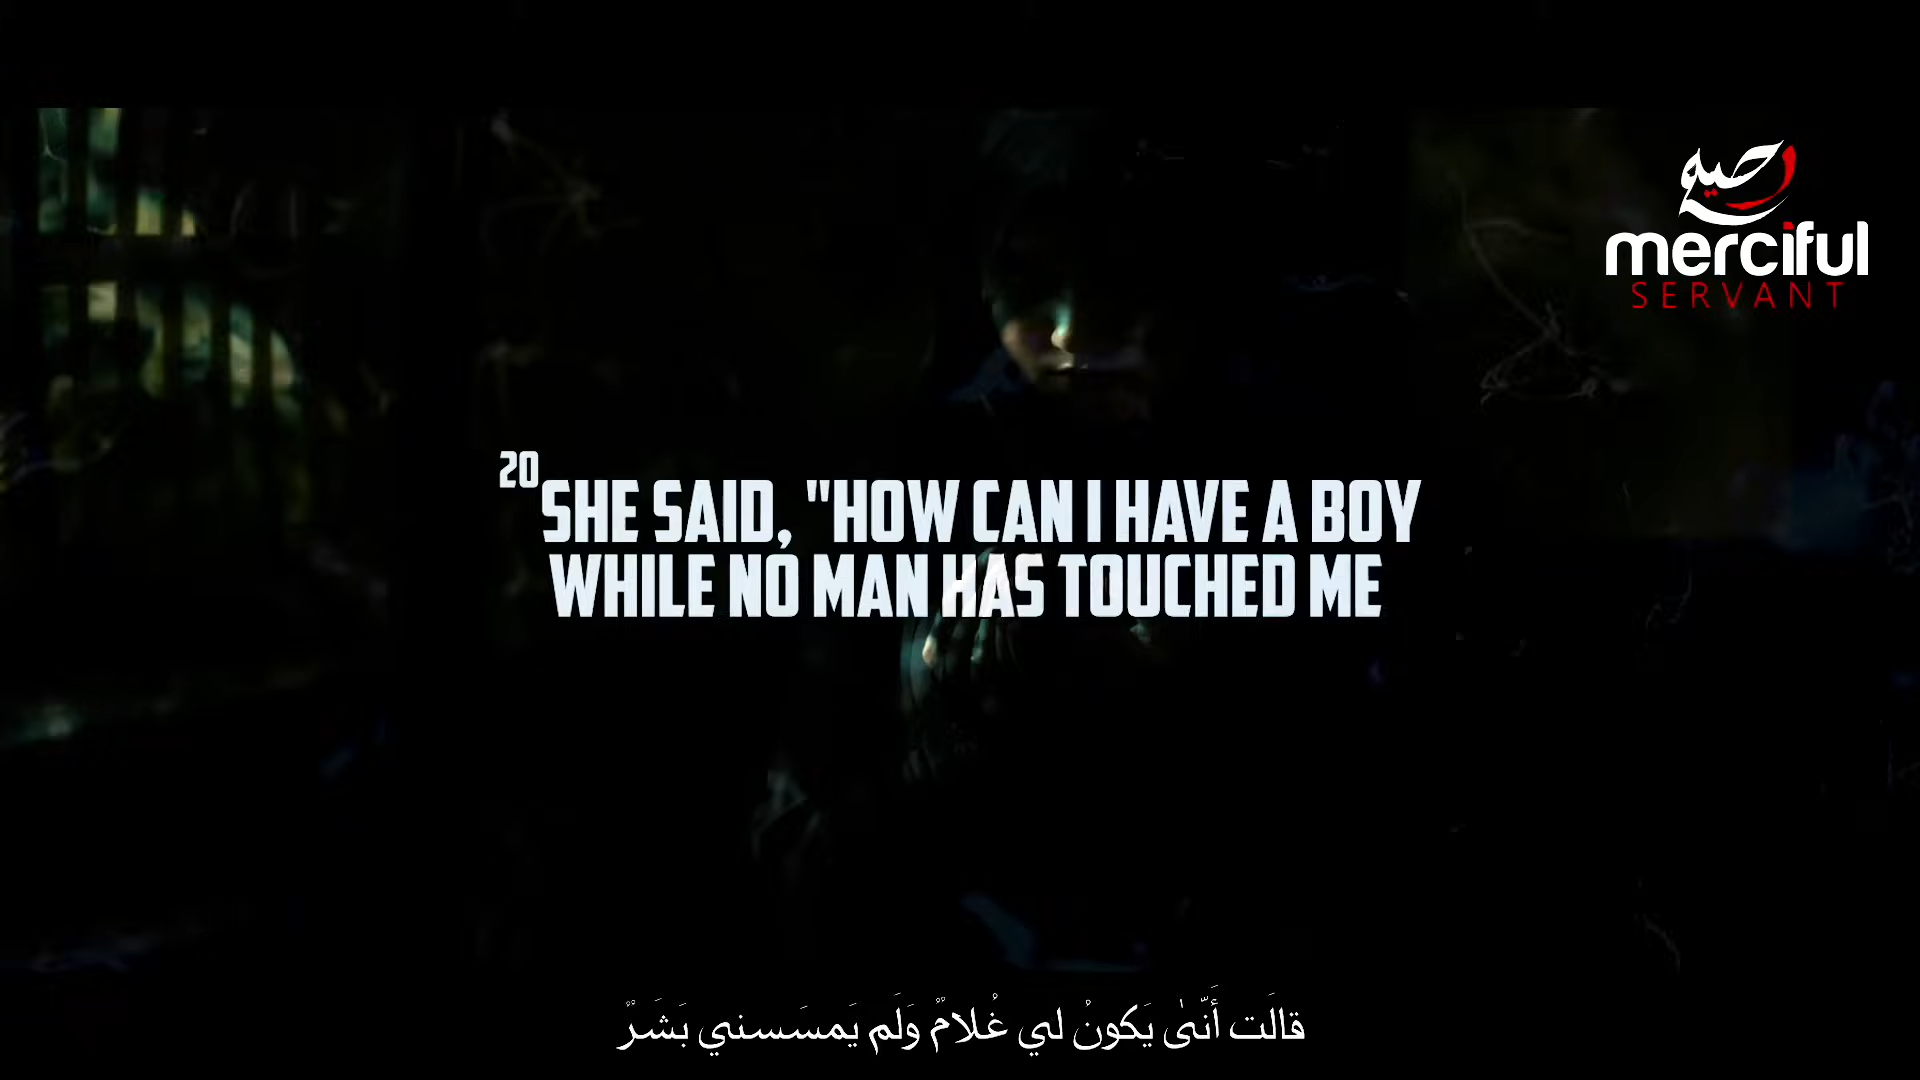 رحيم
merciful
SERVANT
20 SHE SAID, "HOW CAN I HAVE A BOY
WHILE NO MAN HAS TOUCHED ME
قالَت أَنّىٰ يَكونُ لي غُلامٌ وَلَم يَمسَسني بَشَرٌ